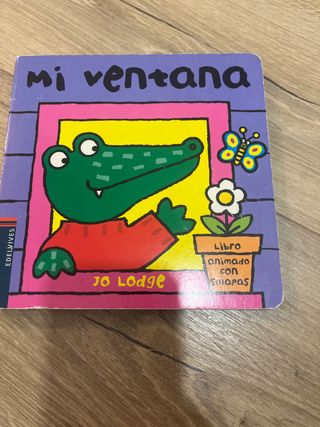 Mi ventana
Jo Lodge
Libro
animado con
solapas
EDELVIVES